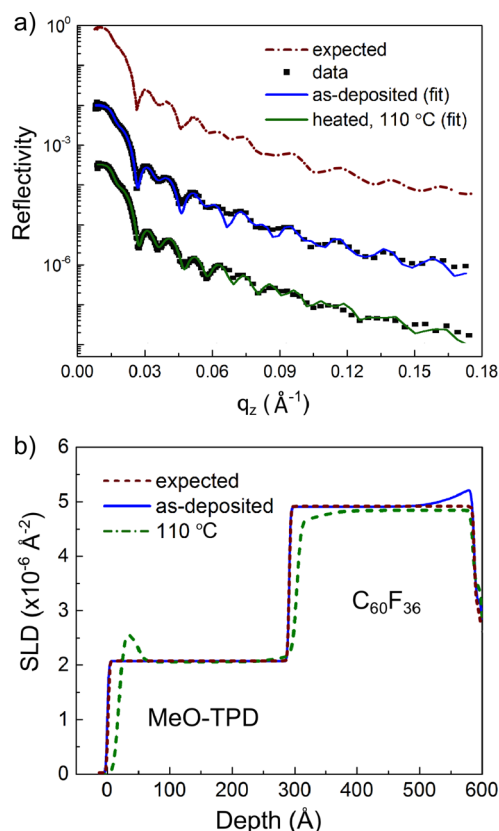 a)
10⁰
10⁻³
10⁻⁶
Reflectivity
expected
data
as-deposited (fit)
heated, 110 °C (fit)
0.00 0.03 0.06 0.09 0.12 0.15 0.18
q_z (Å⁻¹)
b)
6
5
4
3
2
1
0
SLD (x10⁻⁶ Å⁻²)
expected
as-deposited
110 °C
C₆₀F₃₆
MeO-TPD
0 100 200 300 400 500 600
Depth (Å)